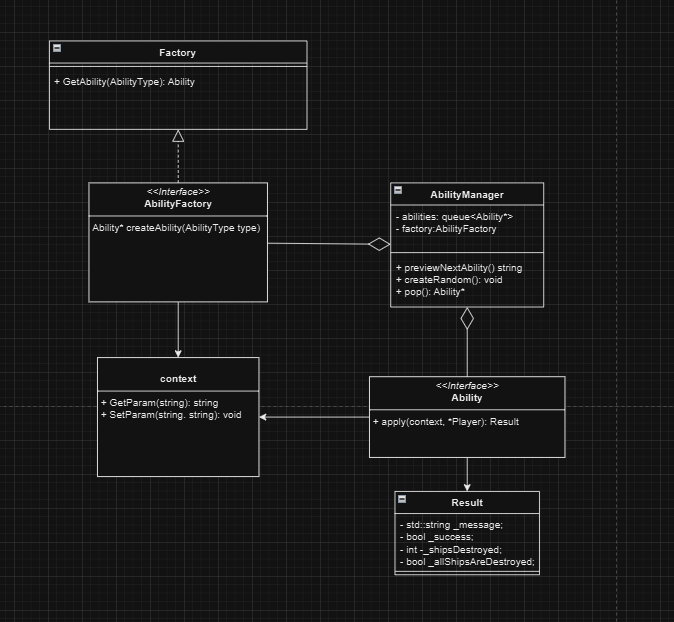 Factory
+ GetAbility(AbilityType): Ability
<<Interface>>
AbilityFactory
Ability* createAbility(AbilityType type)
AbilityManager
- abilities: queue<Ability*>
- factory:AbilityFactory
+ previewNextAbility() string
+ createRandom(): void
+ pop(): Ability*
context
+ GetParam(string): string
+ SetParam(string. string): void
<<Interface>>
Ability
+ apply(context, *Player): Result
Result
- std::string _message;
- bool _success;
- int -_shipsDestroyed;
- bool _allShipsAreDestroyed;